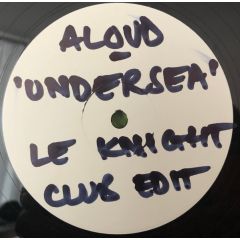 ALOUD
-
'UNDERSEA'
LE KNIGHT
CLUB EDIT